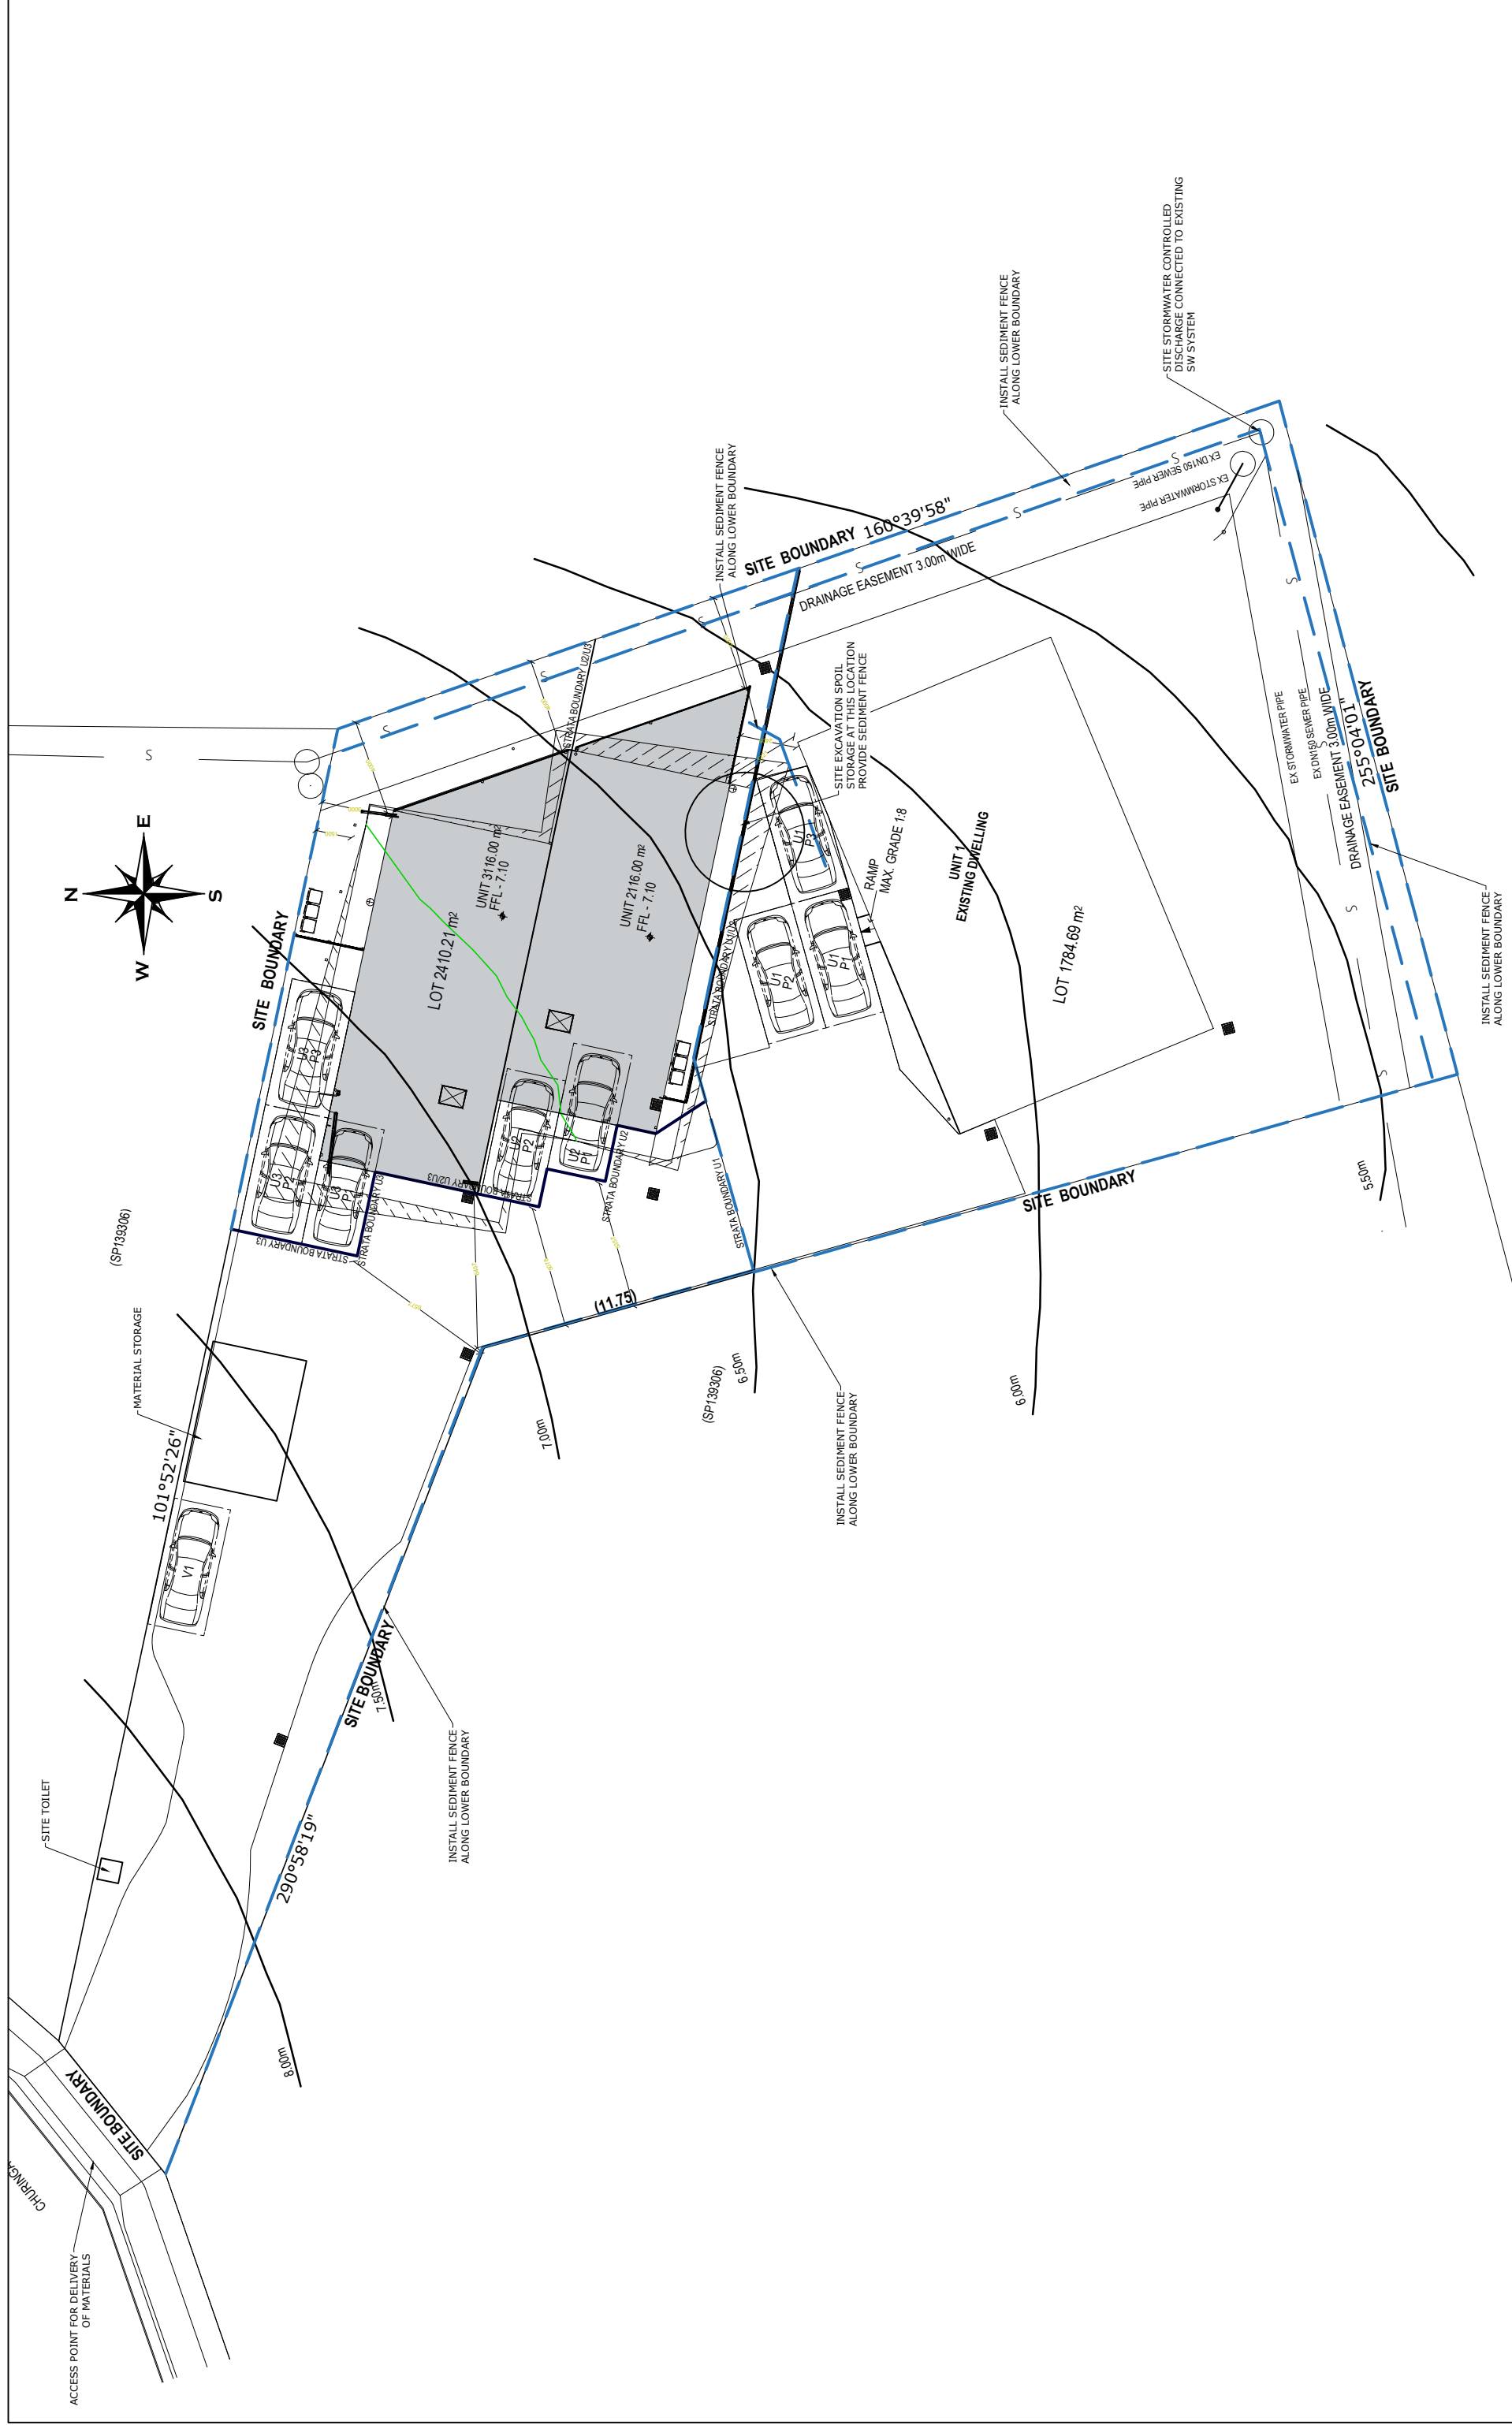 N
E
W
S
SITE TOILET
MATERIAL STORAGE
ACCESS POINT FOR DELIVERY
OF MATERIALS
SITE BOUNDARY
101°52'26"
V1
(SP139306)
SITE BOUNDARY
U3
P3
U3
P2
U3
P1
STRATA BOUNDARY U3
STRATA BOUNDARY U3
STRATA BOUNDARY U2/U3
STRATA BOUNDARY U2/U3
STRATA BOUNDARY U2
LOT 2410.21 m2
UNIT 3116.00 m2
FFL - 7.10
UNIT 2116.00 m2
FFL - 7.10
U2
P2
U2
P1
STRATA BOUNDARY U1/U2
STRATA BOUNDARY U1
INSTALL SEDIMENT FENCE
ALONG LOWER BOUNDARY
SITE BOUNDARY 160°39'58"
DRAINAGE EASEMENT 3.00m WIDE
SITE EXCAVATION SPOIL
STORAGE AT THIS LOCATION
PROVIDE SEDIMENT FENCE
U1
P3
U1
P2
U1
P1
RAMP
MAX. GRADE 1:8
UNIT 1
EXISTING DWELLING
LOT 1784.69 m2
INSTALL SEDIMENT FENCE
ALONG LOWER BOUNDARY
SITE STORMWATER CONTROLLED
DISCHARGE CONNECTED TO EXISTING
SW SYSTEM
EX DN150 SEWER PIPE
EX STORMWATER PIPE
EX STORMWATER PIPE
EX DN150 SEWER PIPE
DRAINAGE EASEMENT 3.00m WIDE
255°04'01"
SITE BOUNDARY
INSTALL SEDIMENT FENCE
ALONG LOWER BOUNDARY
SITE BOUNDARY
(11.75)
(SP139306)
INSTALL SEDIMENT FENCE
ALONG LOWER BOUNDARY
SITE BOUNDARY
290°58'19"
INSTALL SEDIMENT FENCE
ALONG LOWER BOUNDARY
8.00m
7.50m
7.00m
6.50m
6.00m
5.50m
S
S
S
S
S
S
S
S
S
S
S